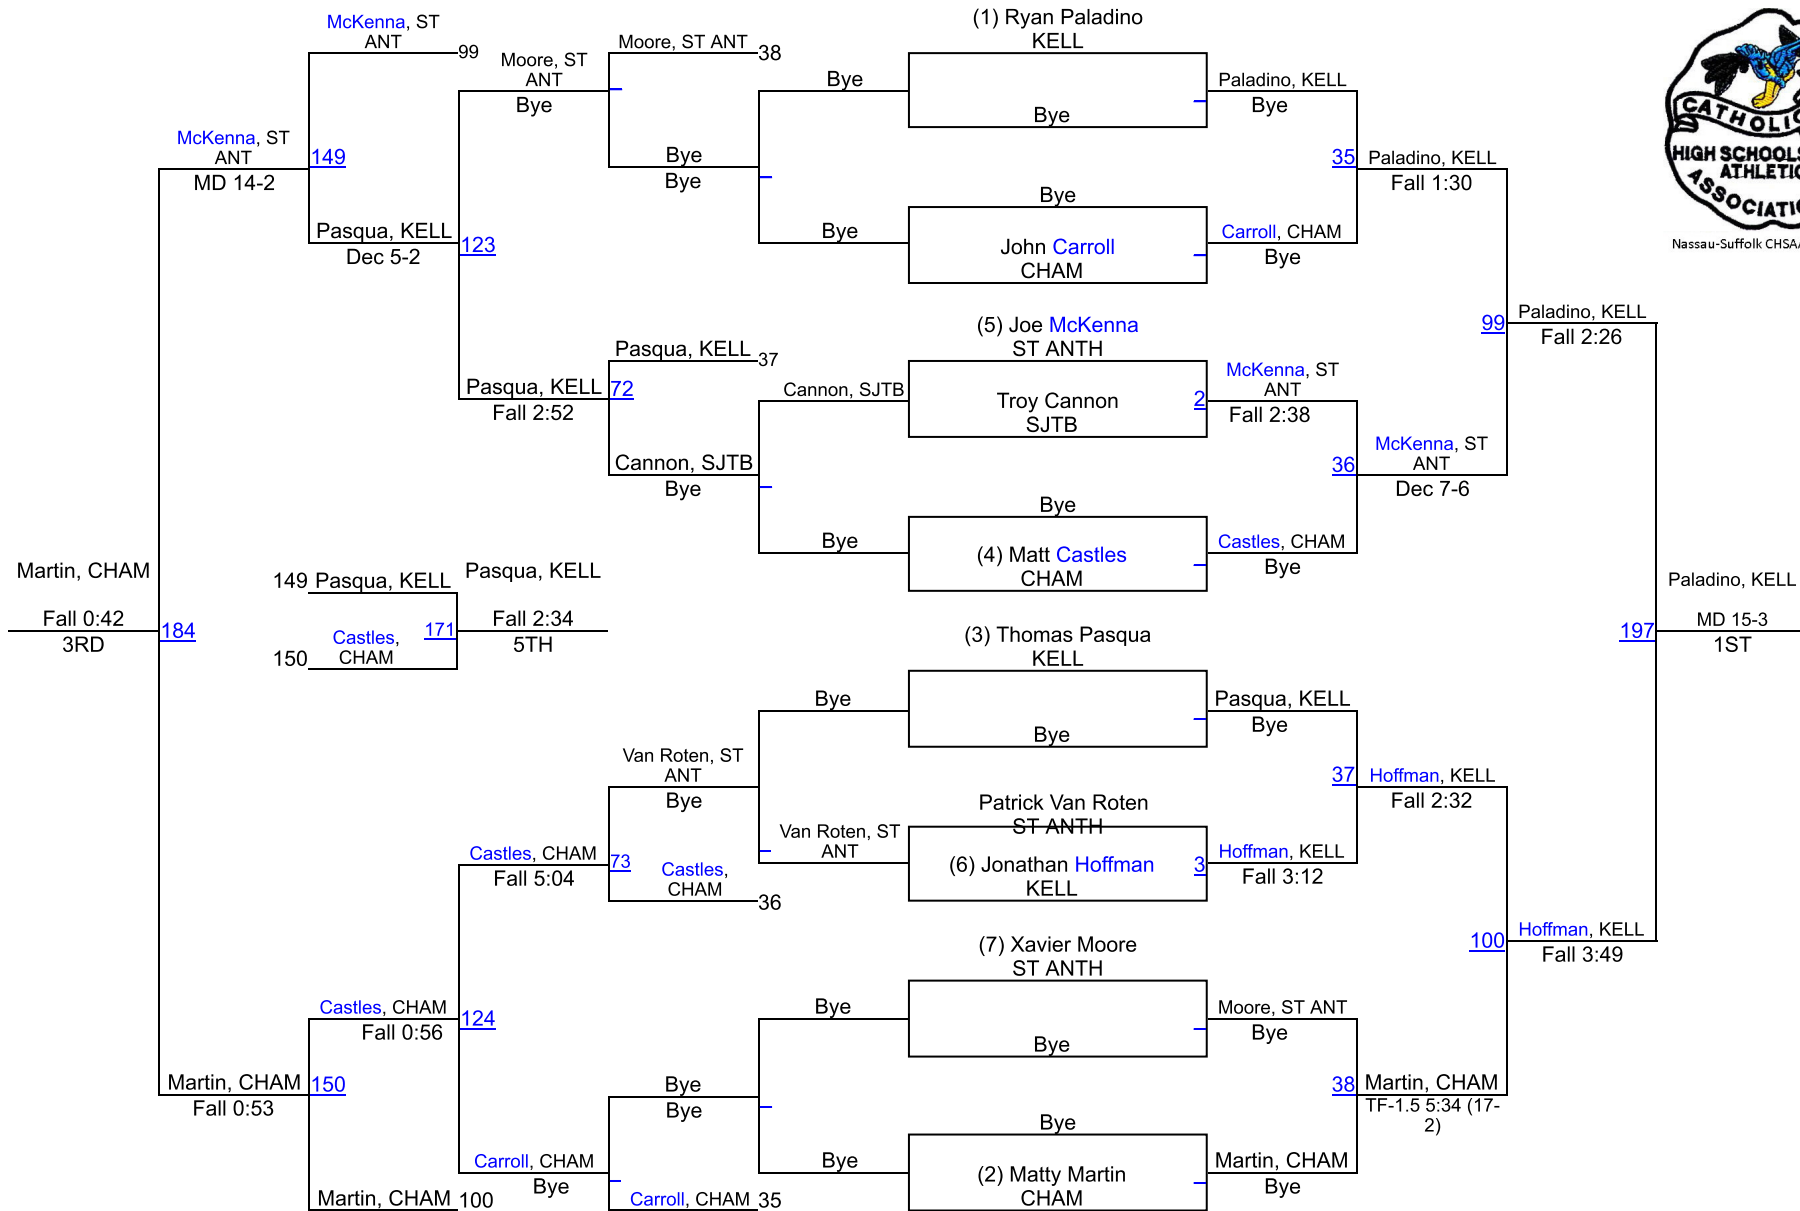 (1) Ryan Paladino
KELL
Bye
Bye
John Carroll
CHAM
(5) Joe McKenna
ST ANTH
Troy Cannon
SJTB
2
Bye
(4) Matt Castles
CHAM
(3) Thomas Pasqua
KELL
Bye
Patrick Van Roten
ST ANTH
(6) Jonathan Hoffman
KELL
3
(7) Xavier Moore
ST ANTH
Bye
Bye
(2) Matty Martin
CHAM
Paladino, KELL
Bye
Carroll, CHAM
Bye
McKenna, ST
ANT
Fall 2:38
Castles, CHAM
Bye
Pasqua, KELL
Bye
Hoffman, KELL
Fall 3:12
Moore, ST ANT
Bye
Martin, CHAM
Bye
35
Paladino, KELL
Fall 1:30
36
McKenna, ST
ANT
Dec 7-6
37
Hoffman, KELL
Fall 2:32
38
Martin, CHAM
TF-1.5 5:34 (17-
2)
99
Paladino, KELL
Fall 2:26
100
Hoffman, KELL
Fall 3:49
197
Paladino, KELL
MD 15-3
1ST
Bye
Bye
Cannon, SJTB
Bye
Bye
Van Roten, ST
ANT
Bye
Bye
Moore, ST ANT
38
Bye
Bye
Pasqua, KELL
37
Cannon, SJTB
Bye
Van Roten, ST
ANT
Bye
Castles,
CHAM
36
Bye
Bye
Carroll, CHAM
35
Moore, ST
ANT
Bye
Pasqua, KELL
Fall 2:52
72
Castles, CHAM
Fall 5:04
73
Carroll, CHAM
Bye
McKenna, ST
ANT
99
Pasqua, KELL
Dec 5-2
123
Castles, CHAM
Fall 0:56
124
Martin, CHAM
100
McKenna, ST
ANT
MD 14-2
149
Martin, CHAM
Fall 0:53
150
Martin, CHAM
Fall 0:42
3RD
184
149
Pasqua, KELL
150
Castles,
CHAM
171
Pasqua, KELL
Fall 2:34
5TH
CATHOLIC
HIGH SCHOOLS
ATHLETIC
Nassau-Suffolk